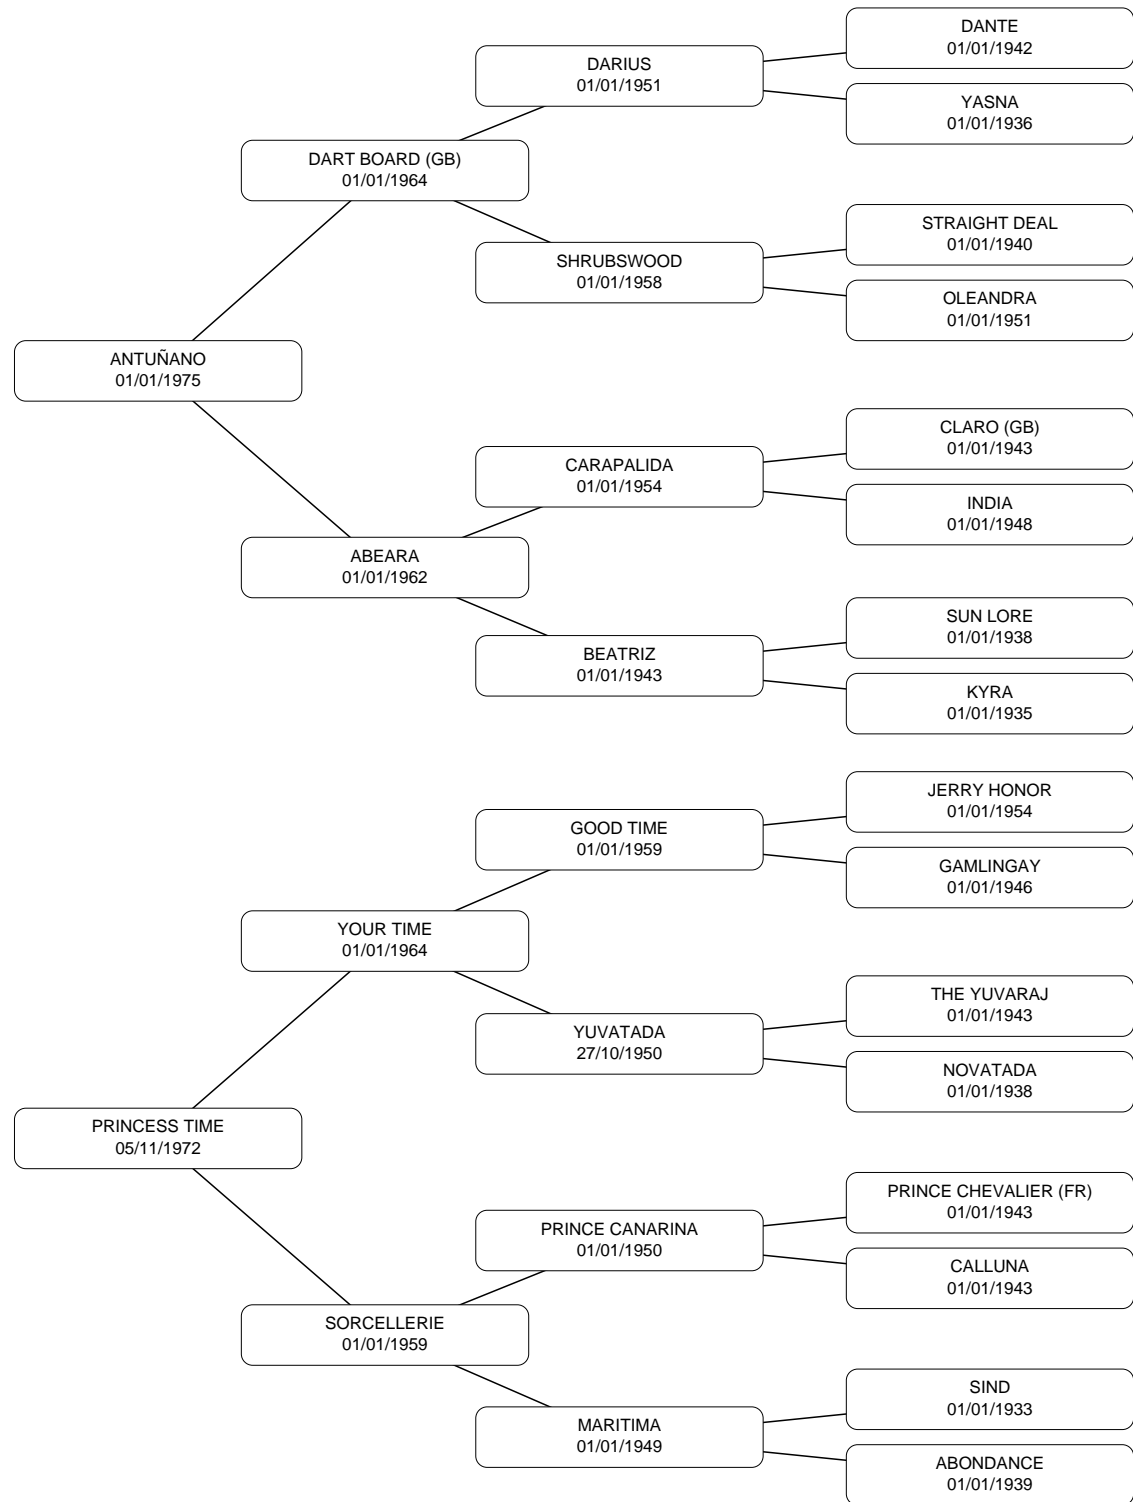 DANTE
01/01/1942
DARIUS
01/01/1951
YASNA
01/01/1936
DART BOARD (GB)
01/01/1964
STRAIGHT DEAL
01/01/1940
SHRUBSWOOD
01/01/1958
OLEANDRA
01/01/1951
ANTUÑANO
01/01/1975
CLARO (GB)
01/01/1943
CARAPALIDA
01/01/1954
INDIA
01/01/1948
ABEARA
01/01/1962
SUN LORE
01/01/1938
BEATRIZ
01/01/1943
KYRA
01/01/1935
JERRY HONOR
01/01/1954
GOOD TIME
01/01/1959
GAMLINGAY
01/01/1946
YOUR TIME
01/01/1964
THE YUVARAJ
01/01/1943
YUVATADA
27/10/1950
NOVATADA
01/01/1938
PRINCESS TIME
05/11/1972
PRINCE CHEVALIER (FR)
01/01/1943
PRINCE CANARINA
01/01/1950
CALLUNA
01/01/1943
SORCELLERIE
01/01/1959
SIND
01/01/1933
MARITIMA
01/01/1949
ABONDANCE
01/01/1939